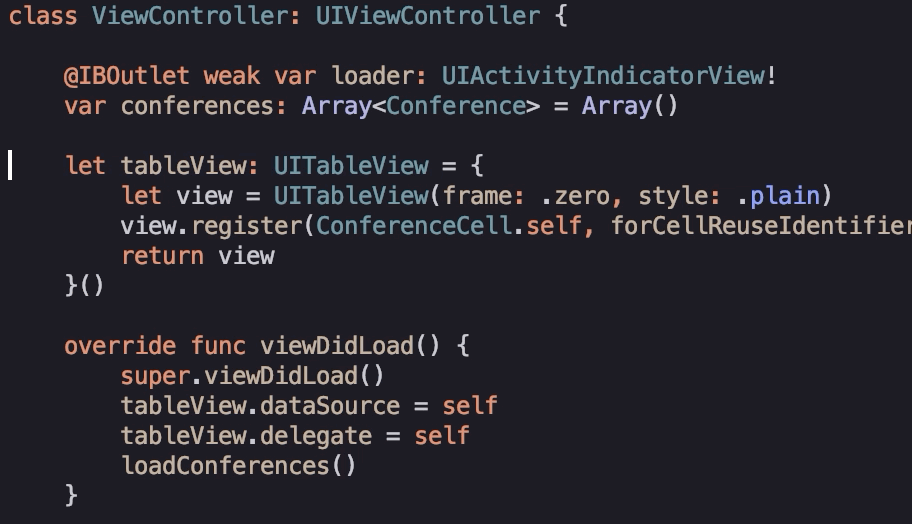 class ViewController: UIViewController {
@IBOutlet weak var loader: UIActivityIndicatorView!
var conferences: Array<Conference> = Array()
let tableView: UITableView = {
let view = UITableView(frame: .zero, style: .plain)
view.register(ConferenceCell.self, forCellReuseIdentifier
return view
}()
override func viewDidLoad() {
super.viewDidLoad()
tableView.dataSource = self
tableView.delegate = self
loadConferences()
}